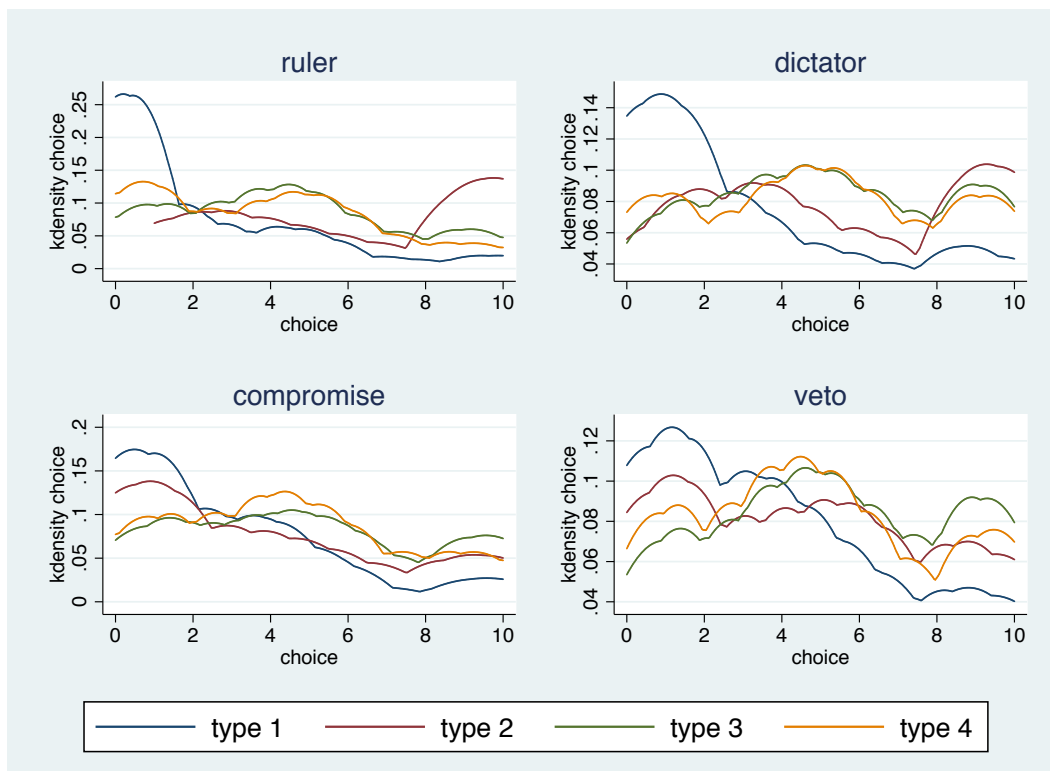 ruler
kdensity choice
0 .05 .1 .15 .2 .25
0 2 4 6 8 10
choice
dictator
kdensity choice
.04 .06 .08 .1 .12 .14
0 2 4 6 8 10
choice
compromise
kdensity choice
0 .05 .1 .15 .2
0 2 4 6 8 10
choice
veto
kdensity choice
.04 .06 .08 .1 .12
0 2 4 6 8 10
choice
type 1 type 2 type 3 type 4